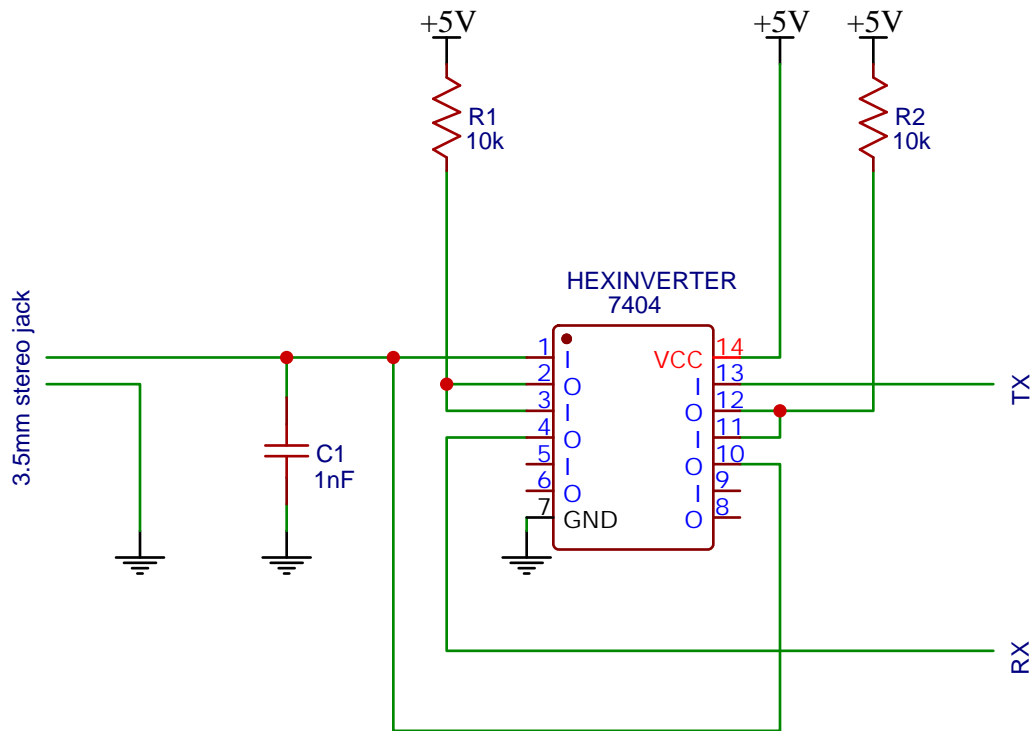 +5V
+5V
+5V
R1
10k
R2
10k
HEXINVERTER
7404
3.5mm stereo jack
1 I
2 O
3 I
4 O
5 I
6 O
7 GND
VCC 14
I 13
O 12
I 11
O 10
I 9
O 8
C1
1nF
TX
RX